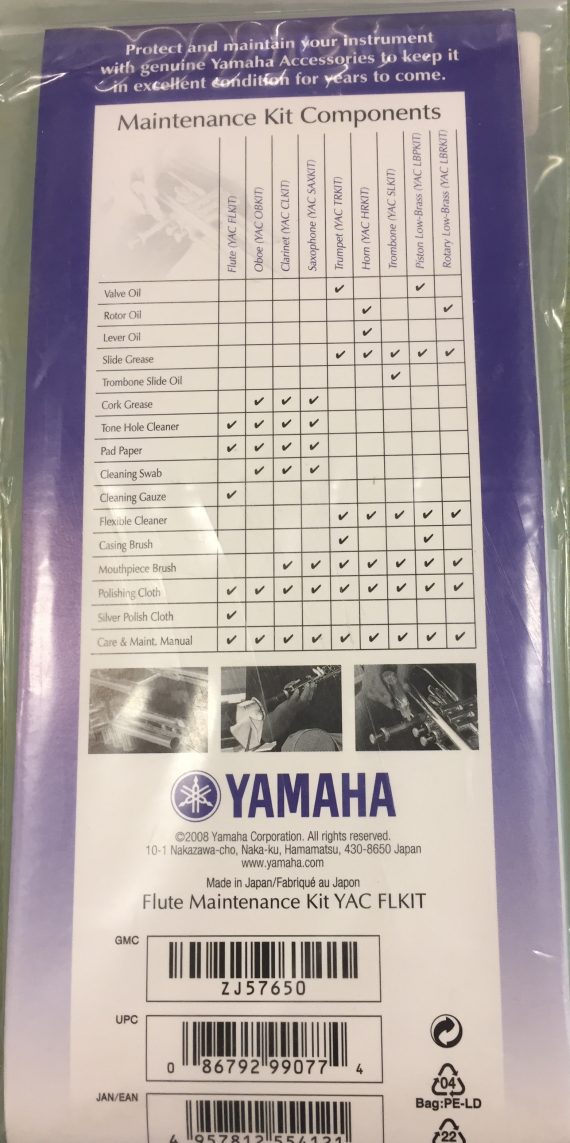 Protect and maintain your instrument
with genuine Yamaha Accessories to keep it
in excellent condition for years to come.
Maintenance Kit Components
Flute (YAC FLKIT)
Oboe (YAC OBKIT)
Clarinet (YAC CLKIT)
Saxophone (YAC SAXKIT)
Trumpet (YAC TRKIT)
Horn (YAC HRKIT)
Trombone (YAC SLKIT)
Piston Low-Brass (YAC LBPKIT)
Rotary Low-Brass (YAC LBRKIT)
Valve Oil ✔ ✔
Rotor Oil ✔ ✔
Lever Oil ✔
Slide Grease ✔ ✔ ✔ ✔ ✔
Trombone Slide Oil ✔
Cork Grease ✔ ✔ ✔
Tone Hole Cleaner ✔ ✔ ✔ ✔
Pad Paper ✔ ✔ ✔ ✔
Cleaning Swab ✔ ✔ ✔
Cleaning Gauze ✔
Flexible Cleaner ✔ ✔ ✔ ✔ ✔
Casing Brush ✔ ✔
Mouthpiece Brush ✔ ✔ ✔ ✔ ✔ ✔ ✔
Polishing Cloth ✔ ✔ ✔ ✔ ✔ ✔ ✔ ✔ ✔
Silver Polish Cloth ✔
Care & Maint. Manual ✔ ✔ ✔ ✔ ✔ ✔ ✔ ✔ ✔
YAMAHA
©2008 Yamaha Corporation. All rights reserved.
10-1 Nakazawa-cho, Naka-ku, Hamamatsu, 430-8650 Japan
www.yamaha.com
Made in Japan/Fabriqué au Japon
Flute Maintenance Kit YAC FLKIT
GMC
ZJ57650
UPC
0 86792 99077 4
04
Bag:PE-LD
JAN/EAN
4 957812 554121
22